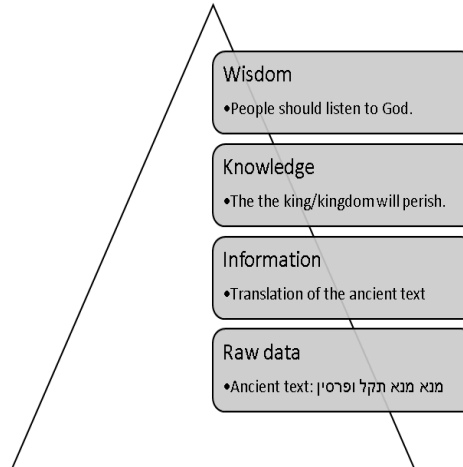 Wisdom
•People should listen to God.
Knowledge
•The the king/kingdom will perish.
Information
•Translation of the ancient text
Raw data
•Ancient text: מנא מנא תקל ופרסין